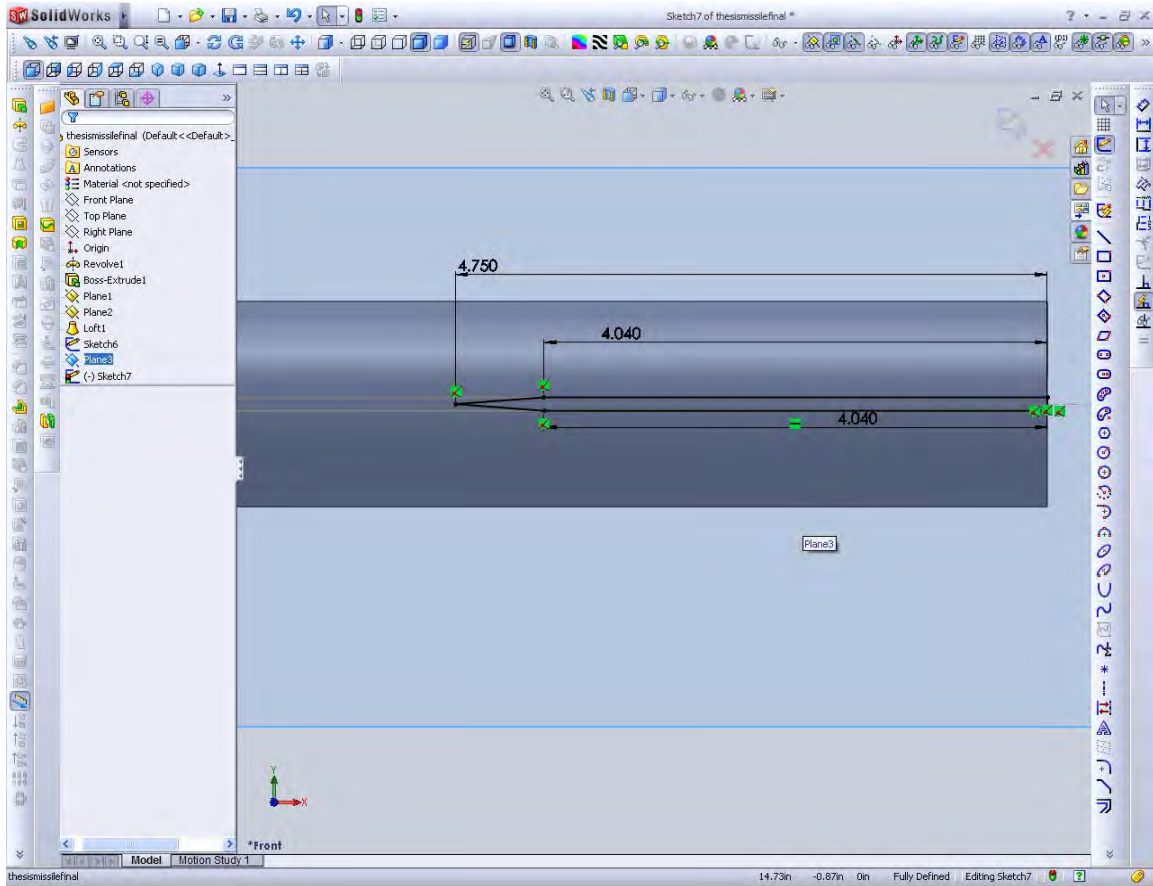 SolidWorks
Sketch7 of thesismissilefinal *
thesismissilefinal (Default<<Default>_
Sensors
Annotations
Material <not specified>
Front Plane
Top Plane
Right Plane
Origin
Revolve1
Boss-Extrude1
Plane1
Plane2
Loft1
Sketch6
Plane3
(-) Sketch7
4.750
4.040
4.040
Plane3
Y
X
*Front
Model Motion Study 1
thesismissilefinal 14.73in -0.87in 0in Fully Defined Editing Sketch7